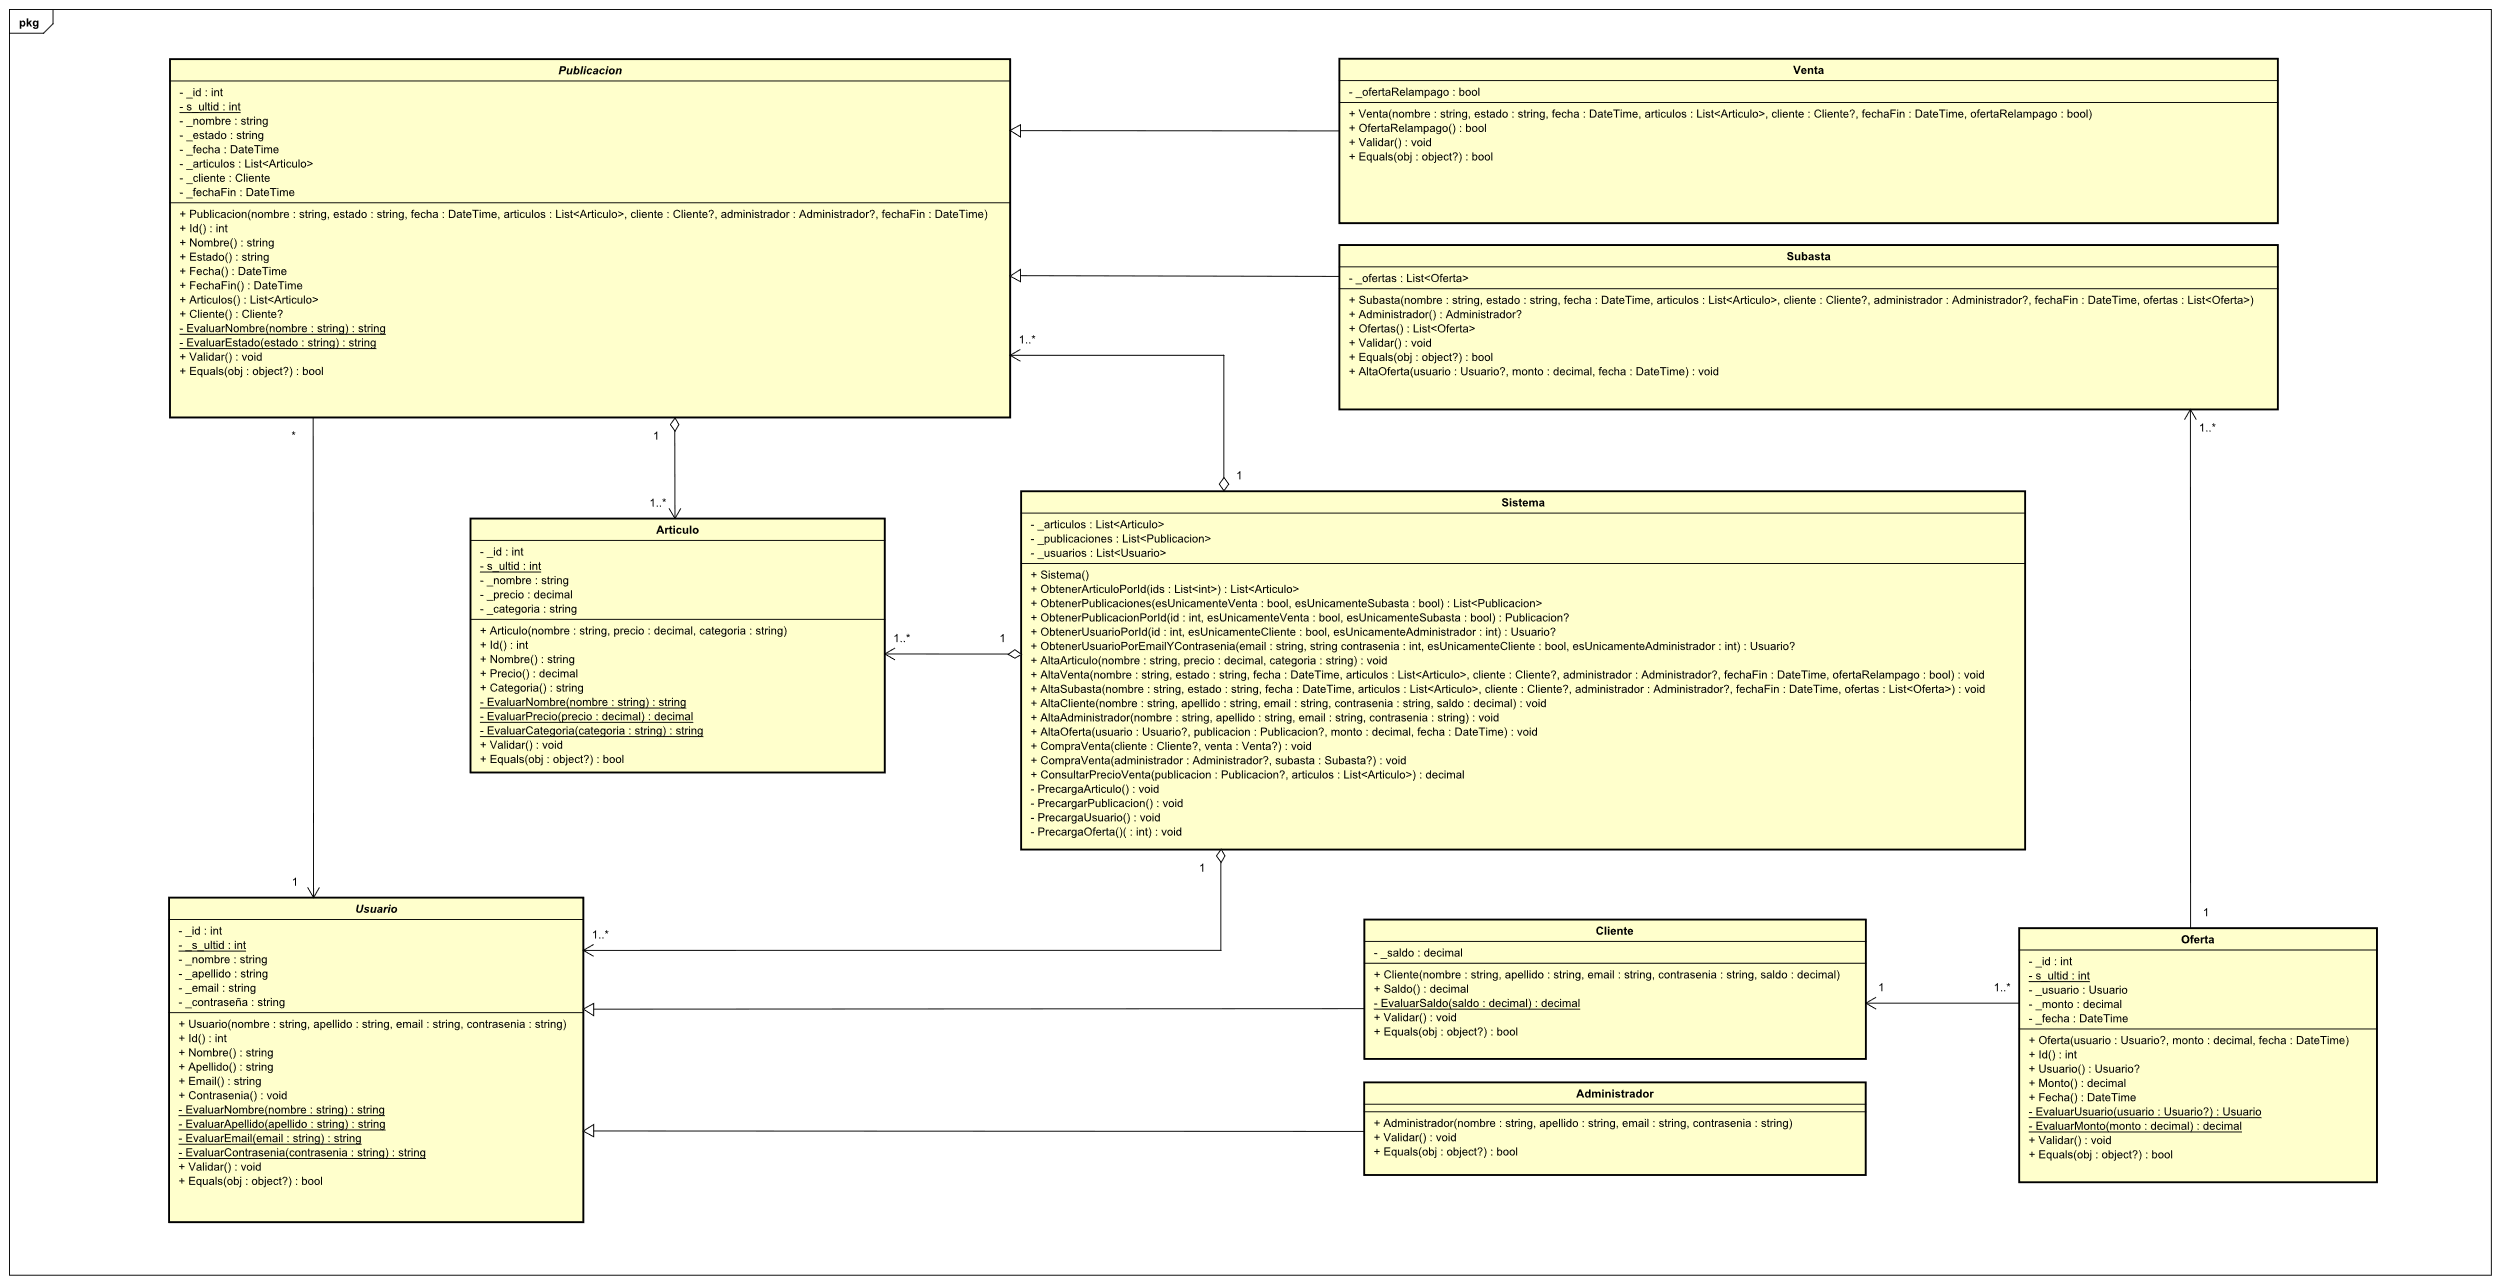 pkg
Publicacion
- _id : int
- s_ultid : int
- _nombre : string
- _estado : string
- _fecha : DateTime
- _articulos : List<Articulo>
- _cliente : Cliente
- _fechaFin : DateTime
+ Publicacion(nombre : string, estado : string, fecha : DateTime, articulos : List<Articulo>, cliente : Cliente?, administrador : Administrador?, fechaFin : DateTime)
+ Id() : int
+ Nombre() : string
+ Estado() : string
+ Fecha() : DateTime
+ FechaFin() : DateTime
+ Articulos() : List<Articulo>
+ Cliente() : Cliente?
- EvaluarNombre(nombre : string) : string
- EvaluarEstado(estado : string) : string
+ Validar() : void
+ Equals(obj : object?) : bool
Venta
- _ofertaRelampago : bool
+ Venta(nombre : string, estado : string, fecha : DateTime, articulos : List<Articulo>, cliente : Cliente?, fechaFin : DateTime, ofertaRelampago : bool)
+ OfertaRelampago() : bool
+ Validar() : void
+ Equals(obj : object?) : bool
Subasta
- _ofertas : List<Oferta>
+ Subasta(nombre : string, estado : string, fecha : DateTime, articulos : List<Articulo>, cliente : Cliente?, administrador : Administrador?, fechaFin : DateTime, ofertas : List<Oferta>)
+ Administrador() : Administrador?
+ Ofertas() : List<Oferta>
+ Validar() : void
+ Equals(obj : object?) : bool
+ AltaOferta(usuario : Usuario?, monto : decimal, fecha : DateTime) : void
1..*
*
1
1..*
1
1..*
Articulo
- _id : int
- s_ultid : int
- _nombre : string
- _precio : decimal
- _categoria : string
+ Articulo(nombre : string, precio : decimal, categoria : string)
+ Id() : int
+ Nombre() : string
+ Precio() : decimal
+ Categoria() : string
- EvaluarNombre(nombre : string) : string
- EvaluarPrecio(precio : decimal) : decimal
- EvaluarCategoria(categoria : string) : string
+ Validar() : void
+ Equals(obj : object?) : bool
1..*
1
Sistema
- _articulos : List<Articulo>
- _publicaciones : List<Publicacion>
- _usuarios : List<Usuario>
+ Sistema()
+ ObtenerArticuloPorId(ids : List<int>) : List<Articulo>
+ ObtenerPublicaciones(esUnicamenteVenta : bool, esUnicamenteSubasta : bool) : List<Publicacion>
+ ObtenerPublicacionPorId(id : int, esUnicamenteVenta : bool, esUnicamenteSubasta : bool) : Publicacion?
+ ObtenerUsuarioPorId(id : int, esUnicamenteCliente : bool, esUnicamenteAdministrador : int) : Usuario?
+ ObtenerUsuarioPorEmailYContrasenia(email : string, string contrasenia : int, esUnicamenteCliente : bool, esUnicamenteAdministrador : int) : Usuario?
+ AltaArticulo(nombre : string, precio : decimal, categoria : string) : void
+ AltaVenta(nombre : string, estado : string, fecha : DateTime, articulos : List<Articulo>, cliente : Cliente?, administrador : Administrador?, fechaFin : DateTime, ofertaRelampago : bool) : void
+ AltaSubasta(nombre : string, estado : string, fecha : DateTime, articulos : List<Articulo>, cliente : Cliente?, administrador : Administrador?, fechaFin : DateTime, ofertas : List<Oferta>) : void
+ AltaCliente(nombre : string, apellido : string, email : string, contrasenia : string, saldo : decimal) : void
+ AltaAdministrador(nombre : string, apellido : string, email : string, contrasenia : string) : void
+ AltaOferta(usuario : Usuario?, publicacion : Publicacion?, monto : decimal, fecha : DateTime) : void
+ CompraVenta(cliente : Cliente?, venta : Venta?) : void
+ CompraVenta(administrador : Administrador?, subasta : Subasta?) : void
+ ConsultarPrecioVenta(publicacion : Publicacion?, articulos : List<Articulo>) : decimal
- PrecargaArticulo() : void
- PrecargarPublicacion() : void
- PrecargaUsuario() : void
- PrecargaOferta()( : int) : void
1
1
1..*
Usuario
- _id : int
- _s_ultid : int
- _nombre : string
- _apellido : string
- _email : string
- _contraseña : string
+ Usuario(nombre : string, apellido : string, email : string, contrasenia : string)
+ Id() : int
+ Nombre() : string
+ Apellido() : string
+ Email() : string
+ Contrasenia() : void
- EvaluarNombre(nombre : string) : string
- EvaluarApellido(apellido : string) : string
- EvaluarEmail(email : string) : string
- EvaluarContrasenia(contrasenia : string) : string
+ Validar() : void
+ Equals(obj : object?) : bool
Cliente
- _saldo : decimal
+ Cliente(nombre : string, apellido : string, email : string, contrasenia : string, saldo : decimal)
+ Saldo() : decimal
- EvaluarSaldo(saldo : decimal) : decimal
+ Validar() : void
+ Equals(obj : object?) : bool
Administrador
+ Administrador(nombre : string, apellido : string, email : string, contrasenia : string)
+ Validar() : void
+ Equals(obj : object?) : bool
1
1..*
1
Oferta
- _id : int
- s_ultid : int
- _usuario : Usuario
- _monto : decimal
- _fecha : DateTime
+ Oferta(usuario : Usuario?, monto : decimal, fecha : DateTime)
+ Id() : int
+ Usuario() : Usuario?
+ Monto() : decimal
+ Fecha() : DateTime
- EvaluarUsuario(usuario : Usuario?) : Usuario
- EvaluarMonto(monto : decimal) : decimal
+ Validar() : void
+ Equals(obj : object?) : bool